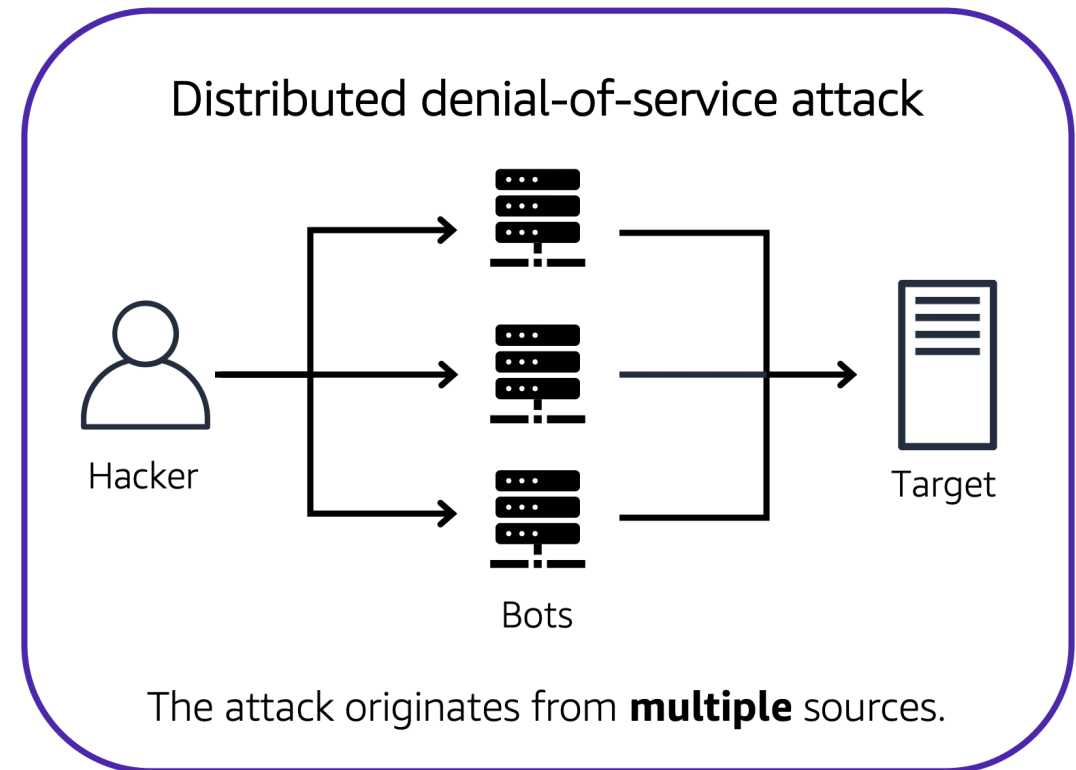 Distributed denial-of-service attack
Hacker
Target
Bots
The attack originates from multiple sources.